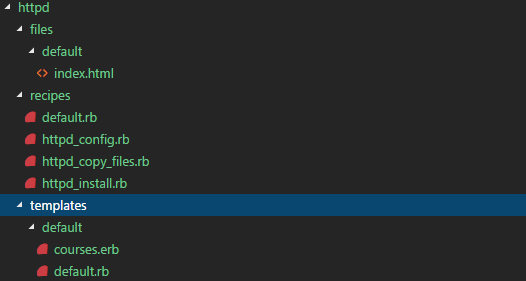 httpd
files
default
index.html
recipes
default.rb
httpd_config.rb
httpd_copy_files.rb
httpd_install.rb
templates
default
courses.erb
default.rb